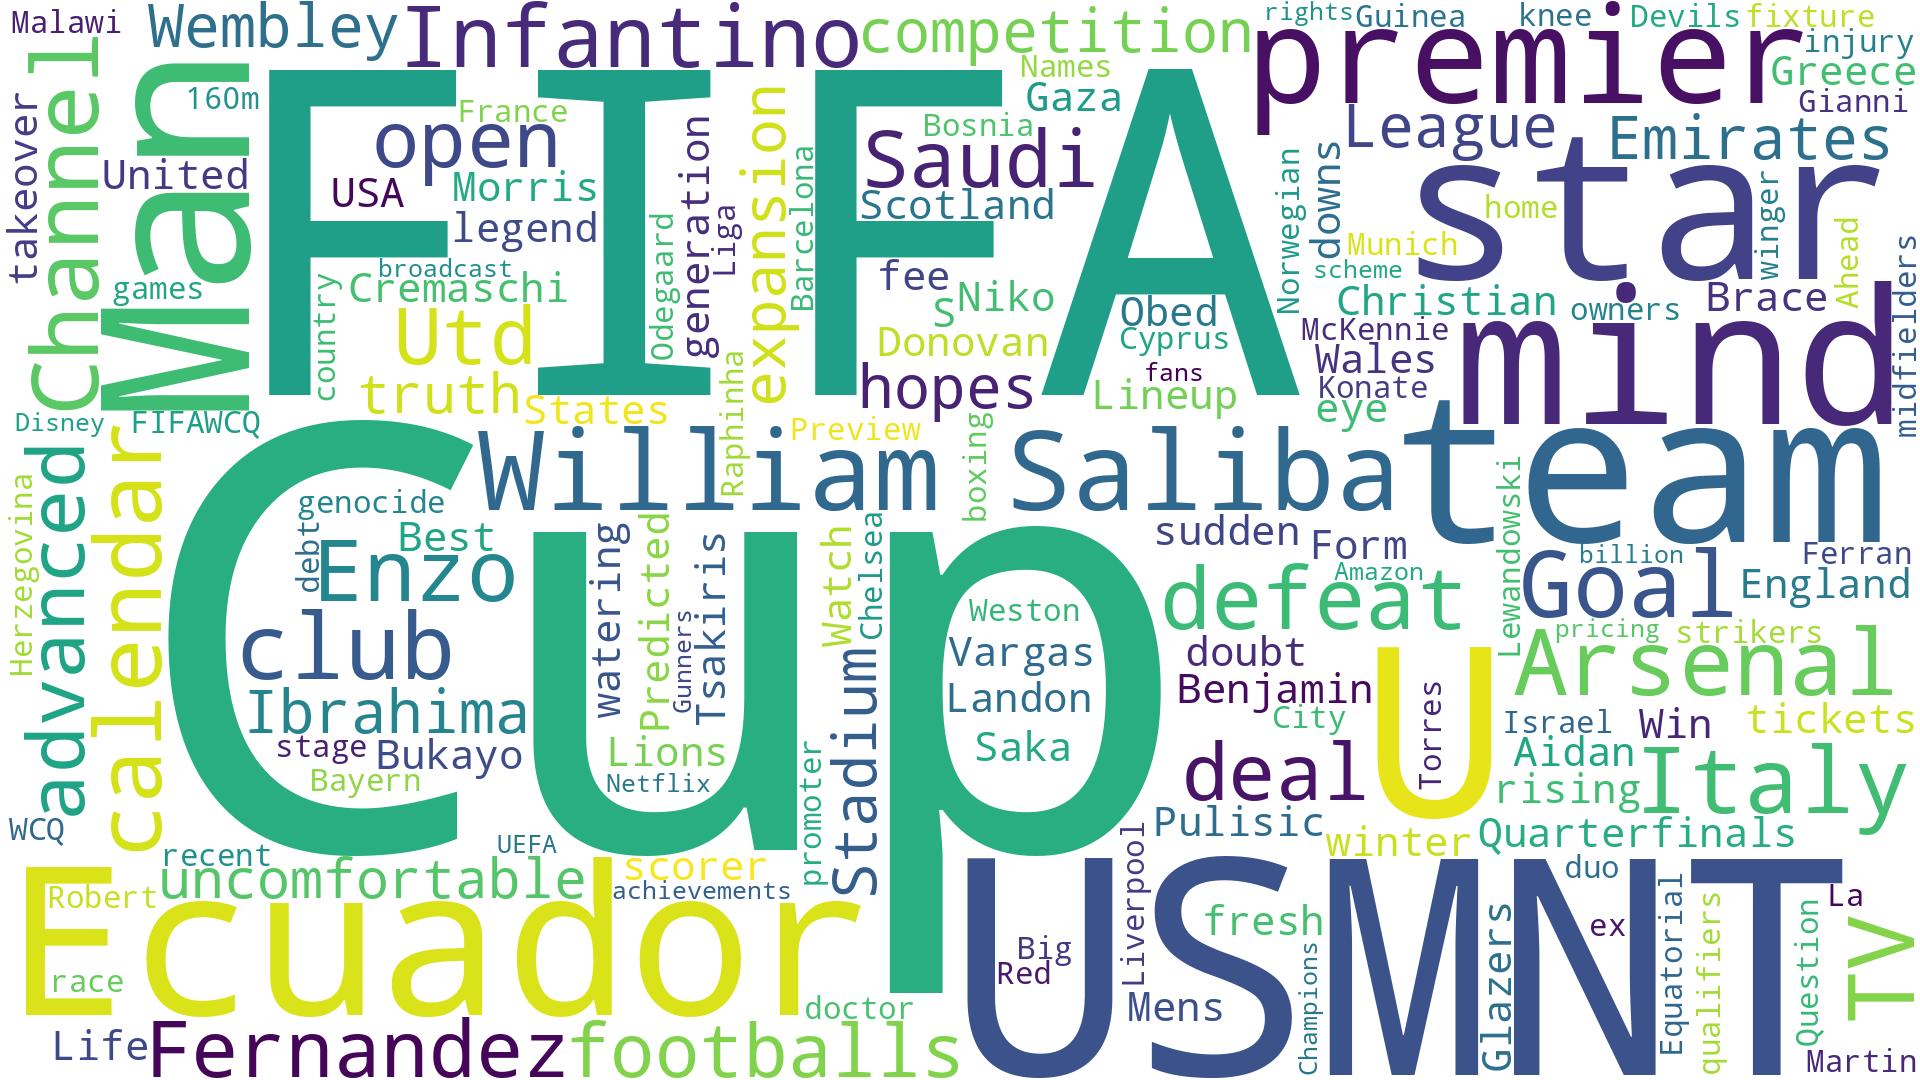 Malawi
Wembley
Infantino
competition
rights
Guinea
knee
Devils
fixture
premier
injury
Greece
Gianni
Channel
Man
takeover
160m
United
games
FIFA
France
open
USA
Morris
legend
broadcast
Cremaschi
country
Utd
truth
States
Odegaard
generation
Liga
expansion
Barcelona
Raphinha
Names
Gaza
Bosnia
Saudi
Scotland
fee
S
Niko
Donovan
hopes
Obed
Cyprus
fans
Lineup
Norwegian
downs
League
Emirates
star
home
Munich
scheme
winger
Ahead
Christian
owners
Brace
midfielders
McKennie
Wales
Konate
eye
mind
Disney
FIFAWCQ
advanced
calendar
Herzegovina
Cup
William Saliba
Preview
boxing
team
genocide
debt
Best
Enzo
club
Ibrahima
stage
Bukayo
Bayern
Watering
Predicted
Gunners
Tsakiris
Lions
Netflix
Watch
Chelsea
Stadium
promoter
Weston
Vargas
Landon
Saka
sudden
Form
Amazon
defeat
Lewandowski
billion
Ferran
Goal
England
pricing
strikers
Arsenal
doubt
Benjamin
City
U
Torres
Israel
Win
tickets
Aidan
rising
Italy
deal
Pulisic
winter
Quarterfinals
WCQ
recent
UEFA
uncomfortable
scorer
achievements
Robert
Ecuador
race
doctor
Life
Fernandez
footballs
USMNT
Big
Red
Liverpool
Mens
fresh
Champions
Glazers
duo
ex
Equatorial
qualifiers
Question
La
TV
Martin